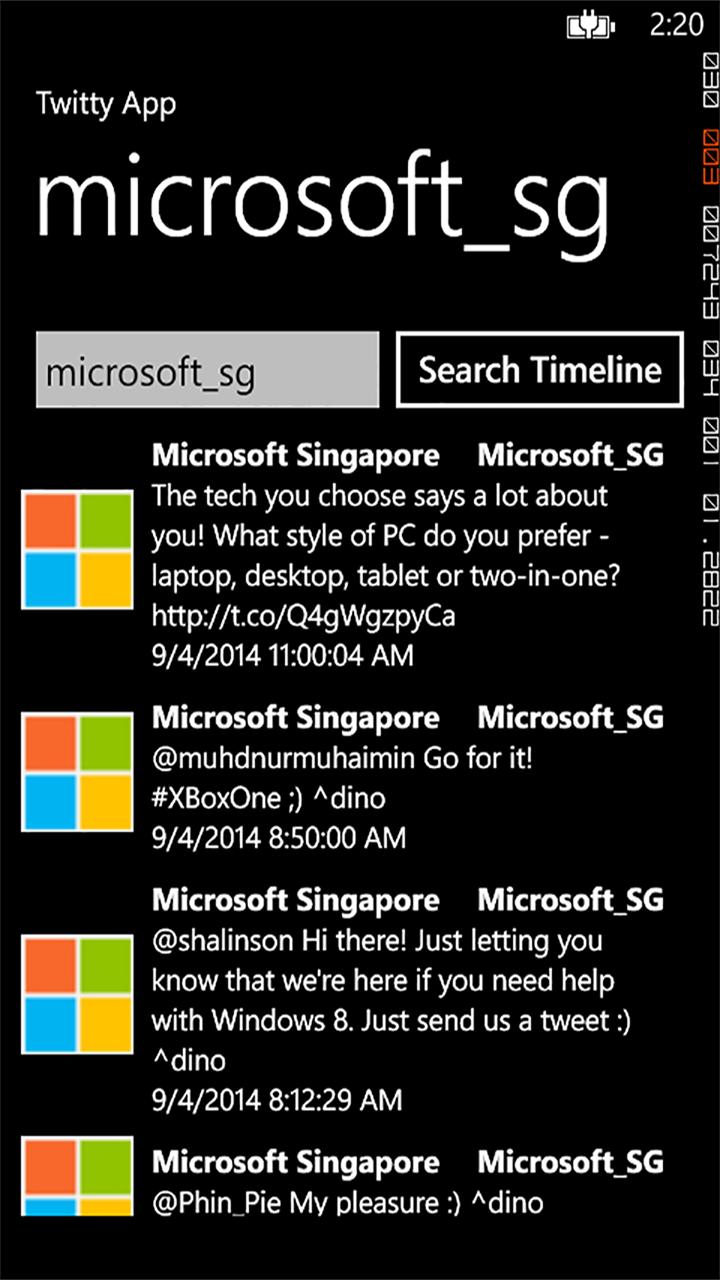 2:20
Twitty App
microsoft_sg
microsoft_sg
Search Timeline
Microsoft Singapore Microsoft_SG
The tech you choose says a lot about
you! What style of PC do you prefer -
laptop, desktop, tablet or two-in-one?
http://t.co/Q4gWgzpyCa
9/4/2014 11:00:04 AM
Microsoft Singapore Microsoft_SG
@muhdnurmuhaimin Go for it!
#XBoxOne ;) ^dino
9/4/2014 8:50:00 AM
Microsoft Singapore Microsoft_SG
@shalinson Hi there! Just letting you
know that we're here if you need help
with Windows 8. Just send us a tweet :)
^dino
9/4/2014 8:12:29 AM
Microsoft Singapore Microsoft_SG
@Phin_Pie My pleasure :) ^dino
030 003 007243 034 001 01.2822